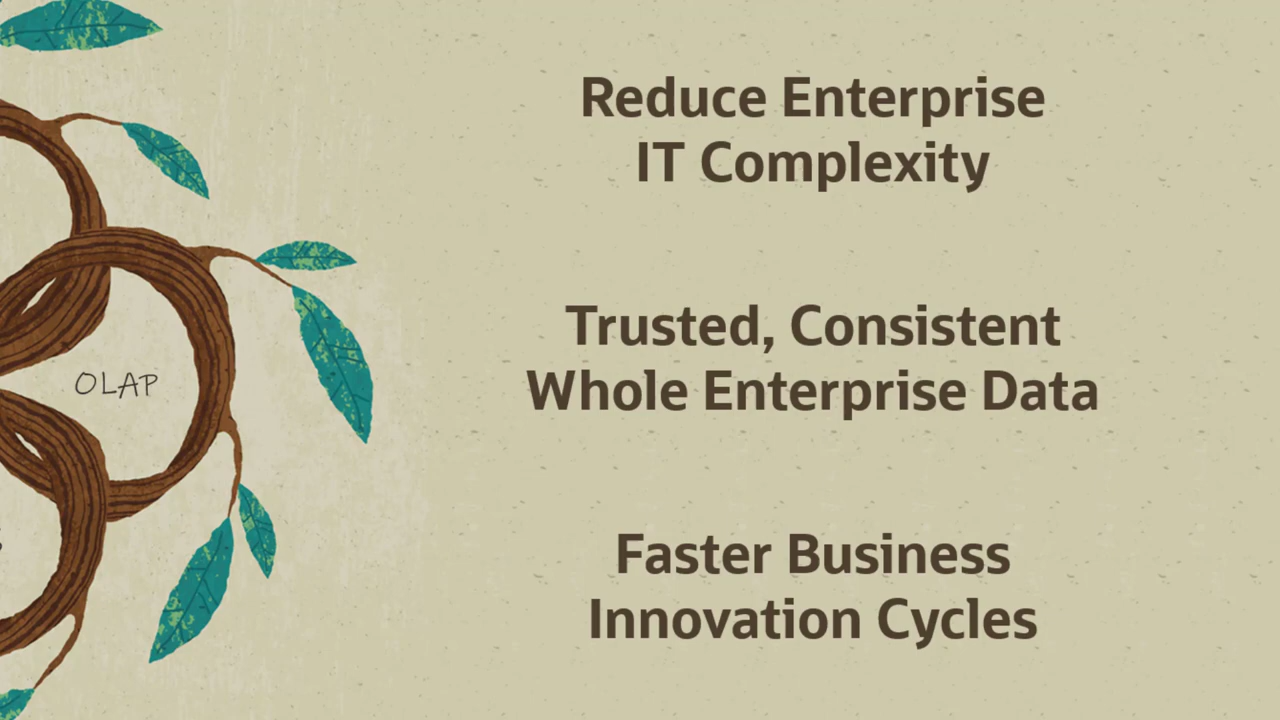 Reduce Enterprise
IT Complexity
OLAP
Trusted, Consistent
Whole Enterprise Data
Faster Business
Innovation Cycles